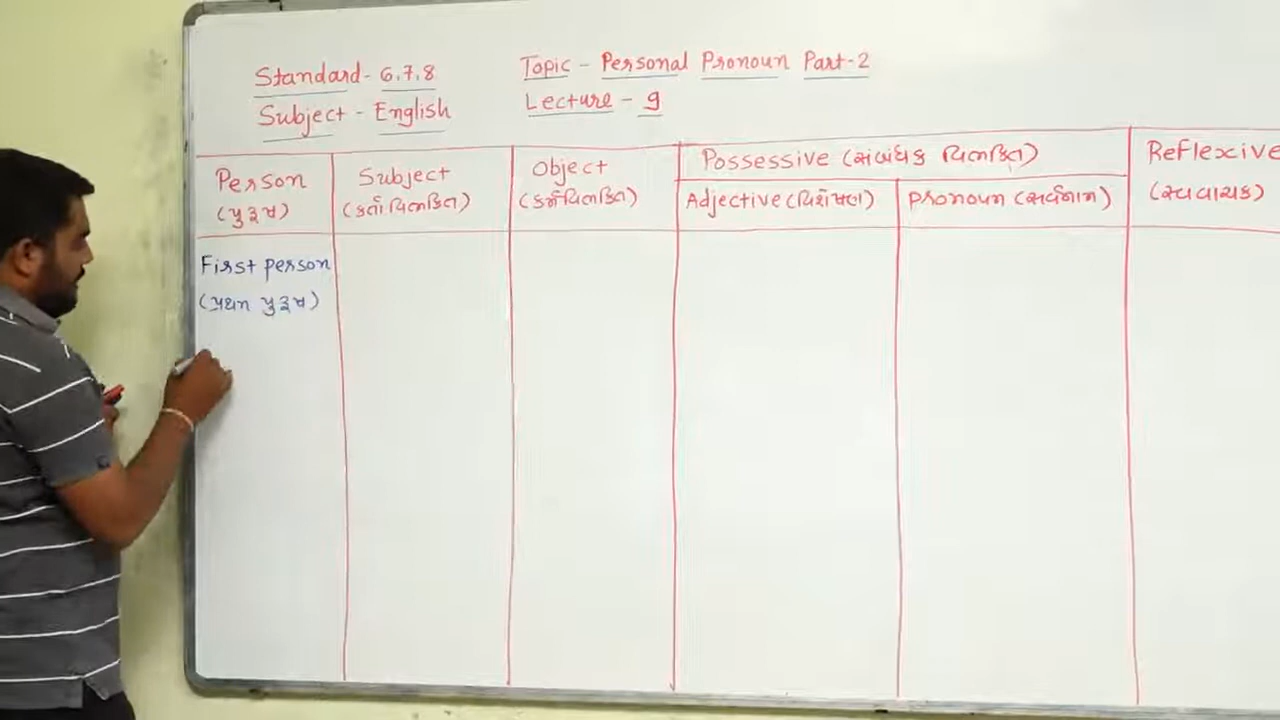 Standard - 6,7,8
Subject - English
Topic - Personal Pronoun Part-2
Lecture - 9
Person
(પુરૂષ)
Subject
(કર્તા વિભક્તિ)
Object
(કર્મ વિભક્તિ)
Possessive (સંબંધક વિભક્તિ)
Adjective (વિશેષણ)
Pronoun (સર્વનામ)
Reflexive
(સ્વવાચક)
First person
(પ્રથમ પુરૂષ)